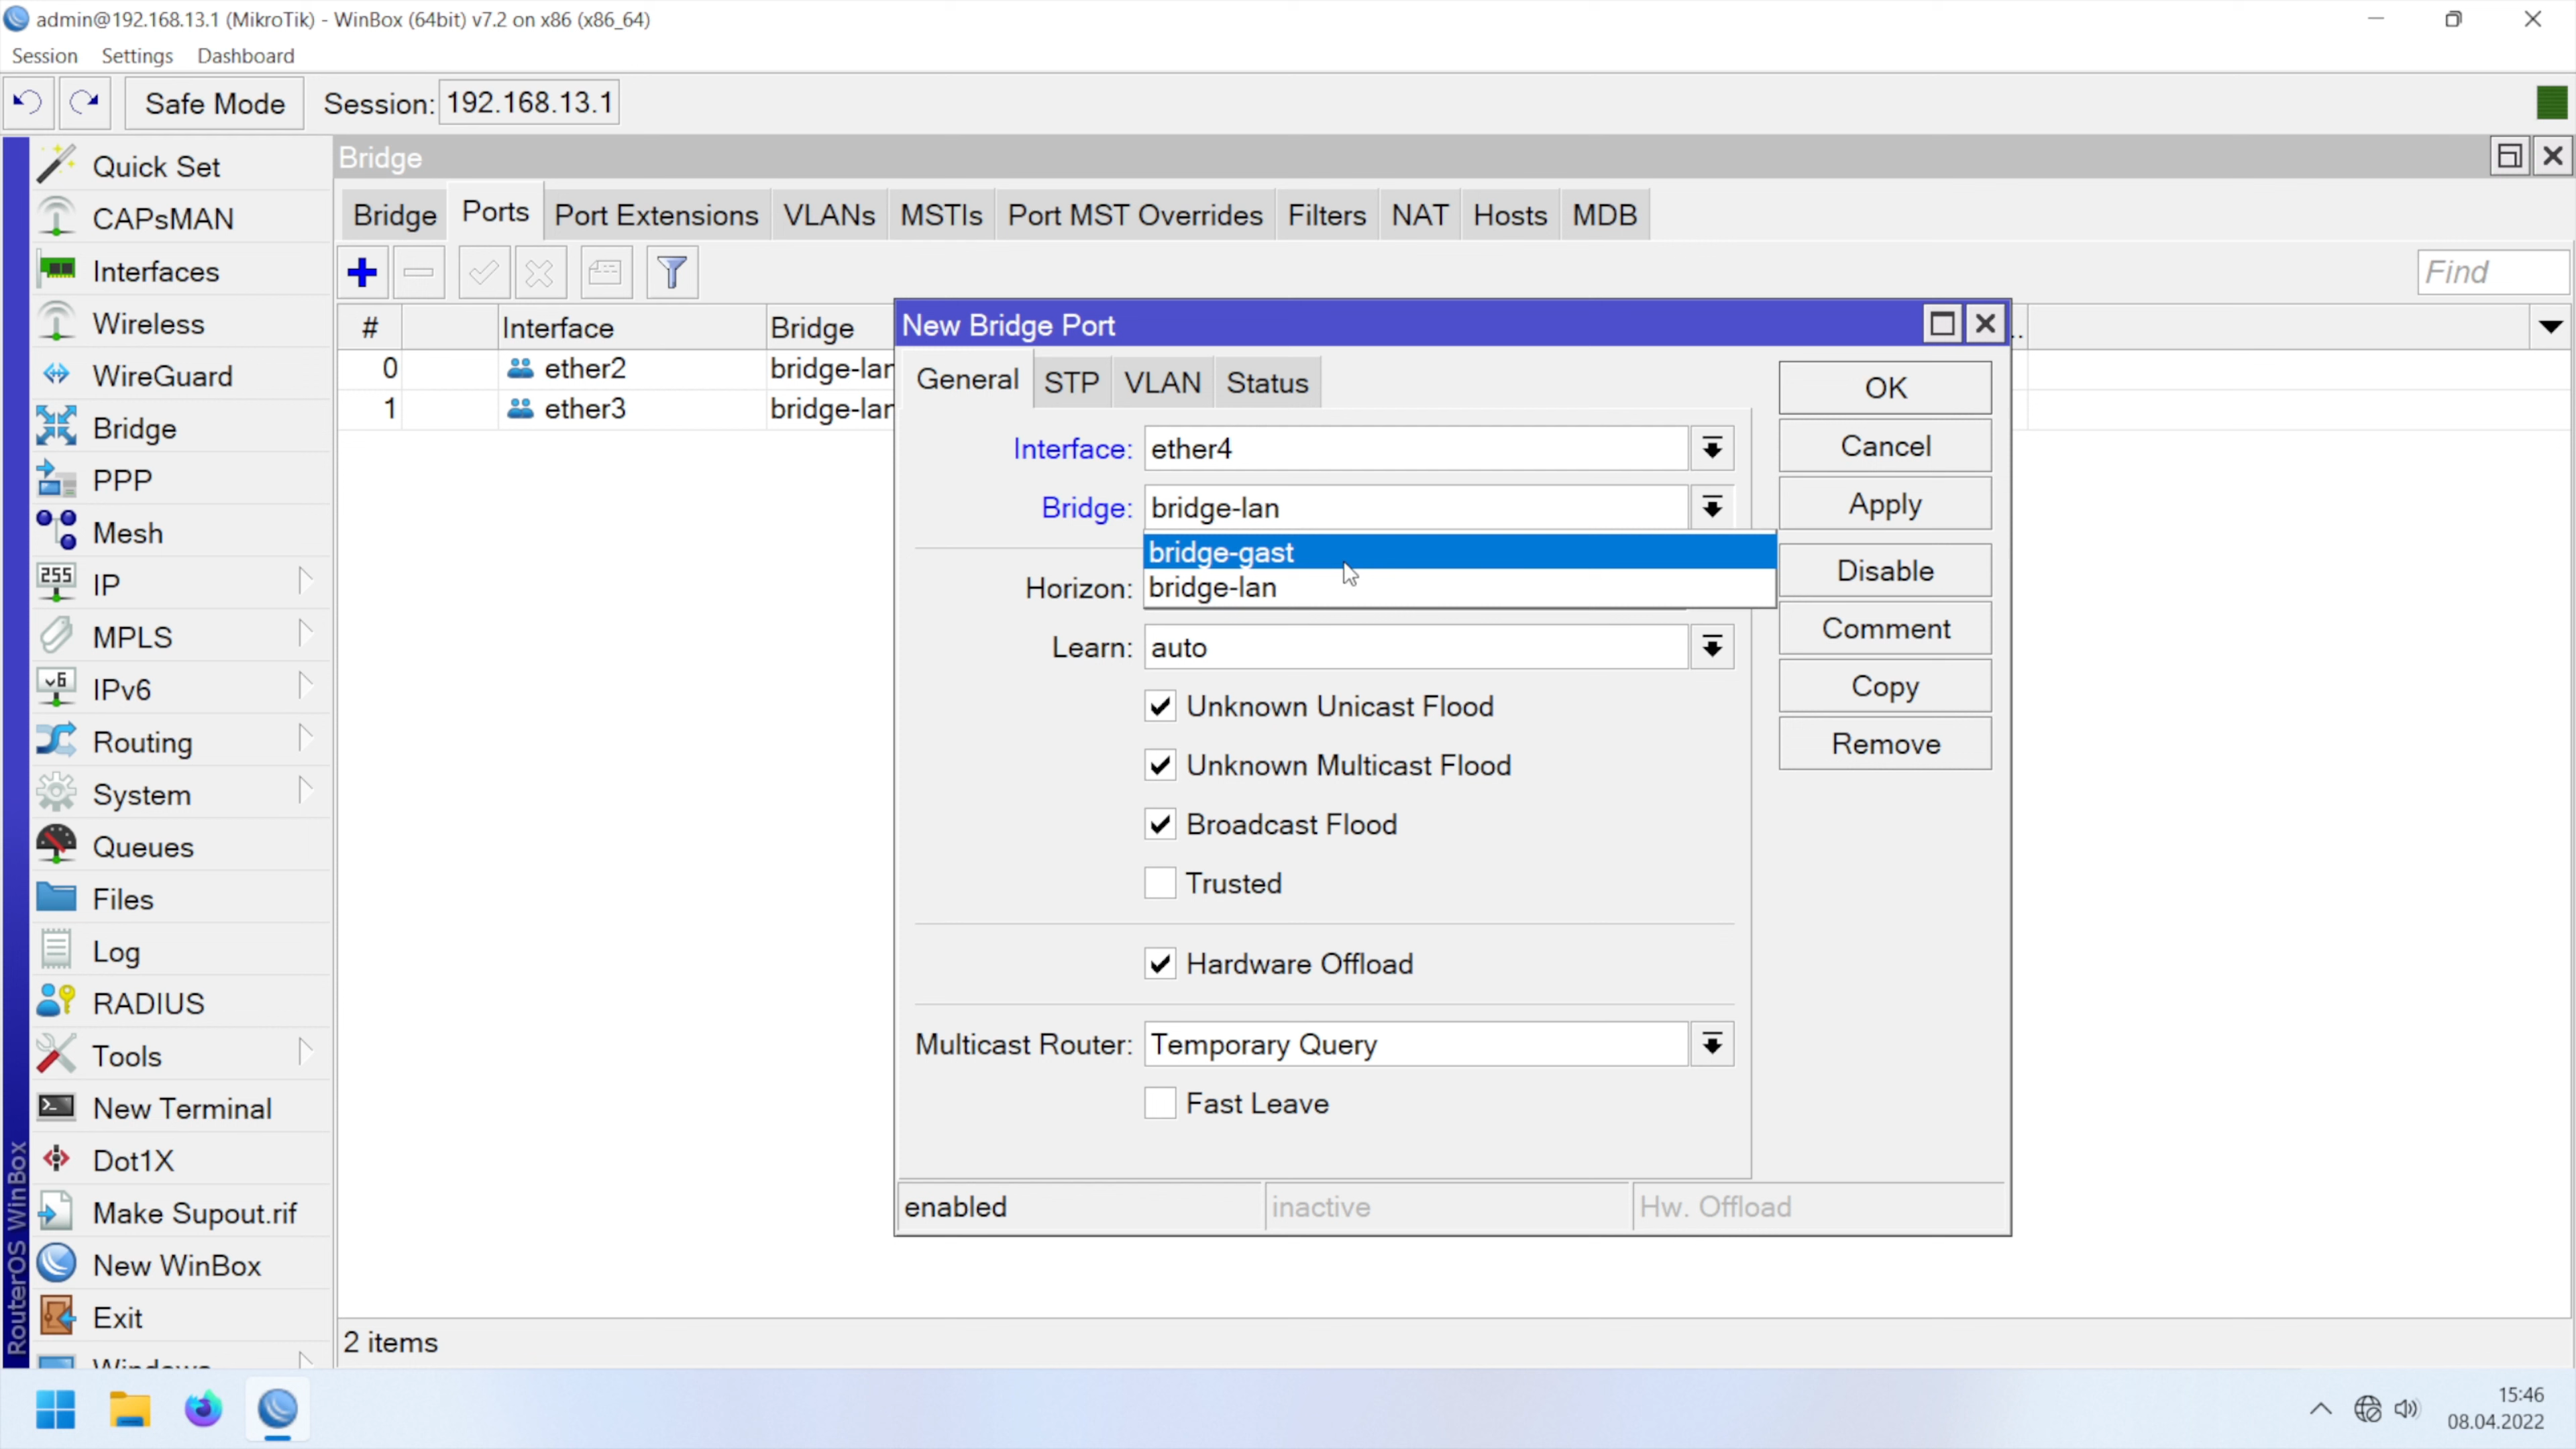 admin@192.168.13.1 (MikroTik) - WinBox (64bit) v7.2 on x86 (x86_64)
Session Settings Dashboard
Safe Mode Session: 192.168.13.1
Quick Set
CAPsMAN
Interfaces
Wireless
WireGuard
Bridge
PPP
Mesh
255 IP
MPLS
v6 IPv6
Routing
System
Queues
Files
Log
RADIUS
Tools
New Terminal
Dot1X
Make Supout.rif
New WinBox
Exit
Windows
RouterOS WinBox
Bridge
Bridge Ports Port Extensions VLANs MSTIs Port MST Overrides Filters NAT Hosts MDB
Find
# Interface Bridge
0 ether2 bridge-lan
1 ether3 bridge-lan
2 items
New Bridge Port
General STP VLAN Status
Interface: ether4
Bridge: bridge-lan
bridge-gast
bridge-lan
Horizon:
Learn: auto
Unknown Unicast Flood
Unknown Multicast Flood
Broadcast Flood
Trusted
Hardware Offload
Multicast Router: Temporary Query
Fast Leave
OK
Cancel
Apply
Disable
Comment
Copy
Remove
enabled inactive Hw. Offload
15:46
08.04.2022